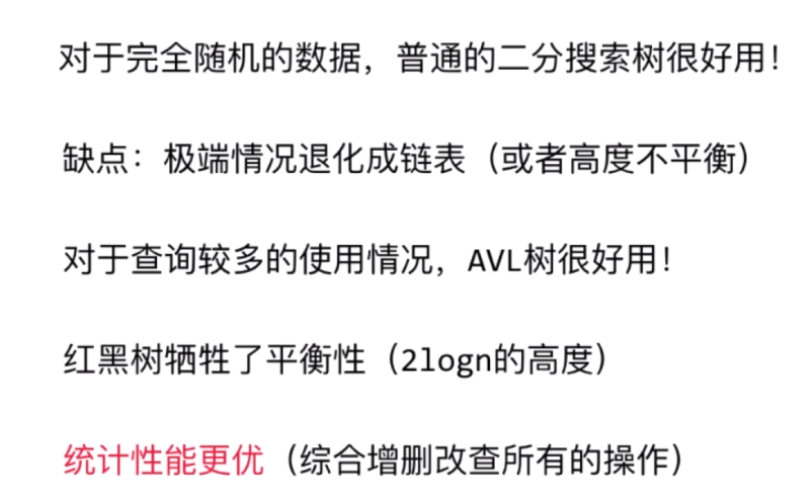 对于完全随机的数据，普通的二分搜索树很好用！
缺点：极端情况退化成链表（或者高度不平衡）
对于查询较多的使用情况，AVL树很好用！
红黑树牺牲了平衡性（2logn的高度）
统计性能更优（综合增删改查所有的操作）